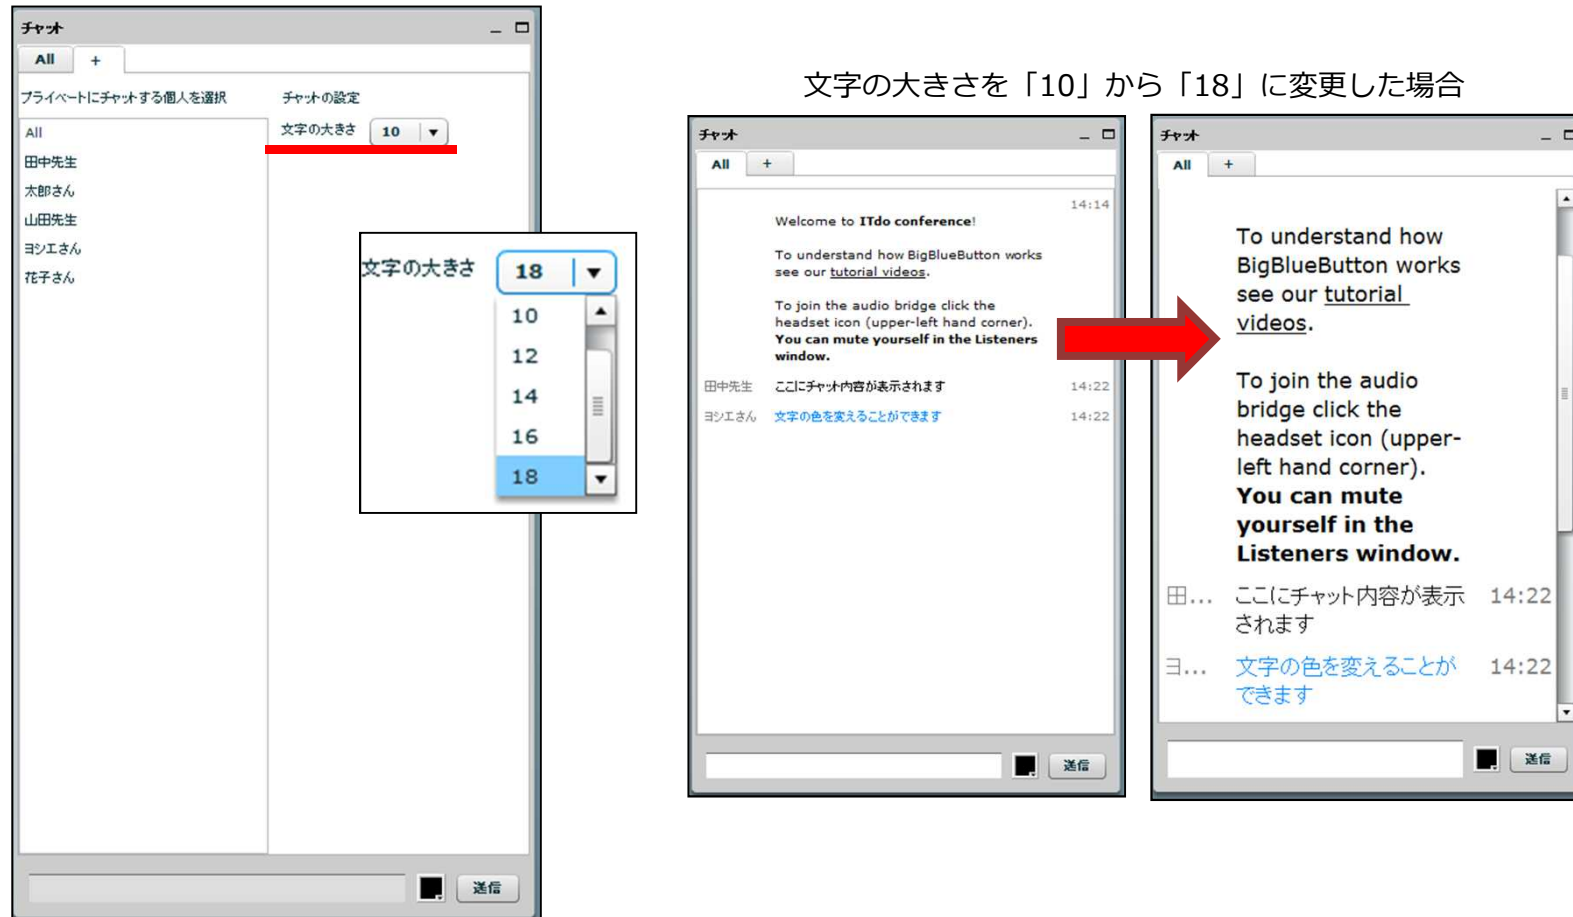 チャット
All +
プライベートにチャットする個人を選択
All
田中先生
太郎さん
山田先生
ヨシエさん
花子さん
チャットの設定
文字の大きさ 10
文字の大きさ 18
10
12
14
16
18
送信
文字の大きさを「10」から「18」に変更した場合
チャット
All +
14:14
Welcome to ITdo conference!
To understand how BigBlueButton works
see our tutorial videos.
To join the audio bridge click the
headset icon (upper-left hand corner).
You can mute yourself in the Listeners
window.
田中先生 ここにチャット内容が表示されます 14:22
ヨシエさん 文字の色を変えることができます 14:22
送信
チャット
All +
To understand how
BigBlueButton works
see our tutorial
videos.
To join the audio
bridge click the
headset icon (upper-
left hand corner).
You can mute
yourself in the
Listeners window.
田... ここにチャット内容が表示 14:22
されます
ヨ... 文字の色を変えることが 14:22
できます
送信